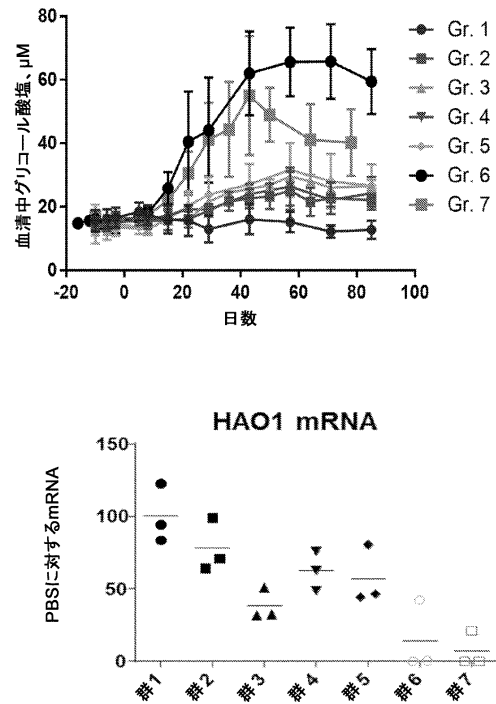 80
60
40
20
0
-20
0
20
40
60
80
100
血清中グリコール酸塩、μM
日数
Gr. 1
Gr. 2
Gr. 3
Gr. 4
Gr. 5
Gr. 6
Gr. 7
HAO1 mRNA
150
100
50
0
PBSに対するmRNA
群1
群2
群3
群4
群5
群6
群7